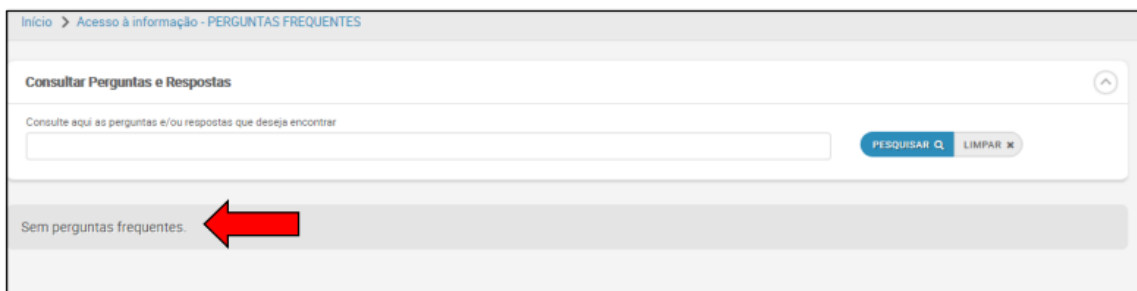 Início > Acesso à informação - PERGUNTAS FREQUENTES
Consultar Perguntas e Respostas
Consulte aqui as perguntas e/ou respostas que deseja encontrar
PESQUISAR LIMPAR ×
Sem perguntas frequentes.